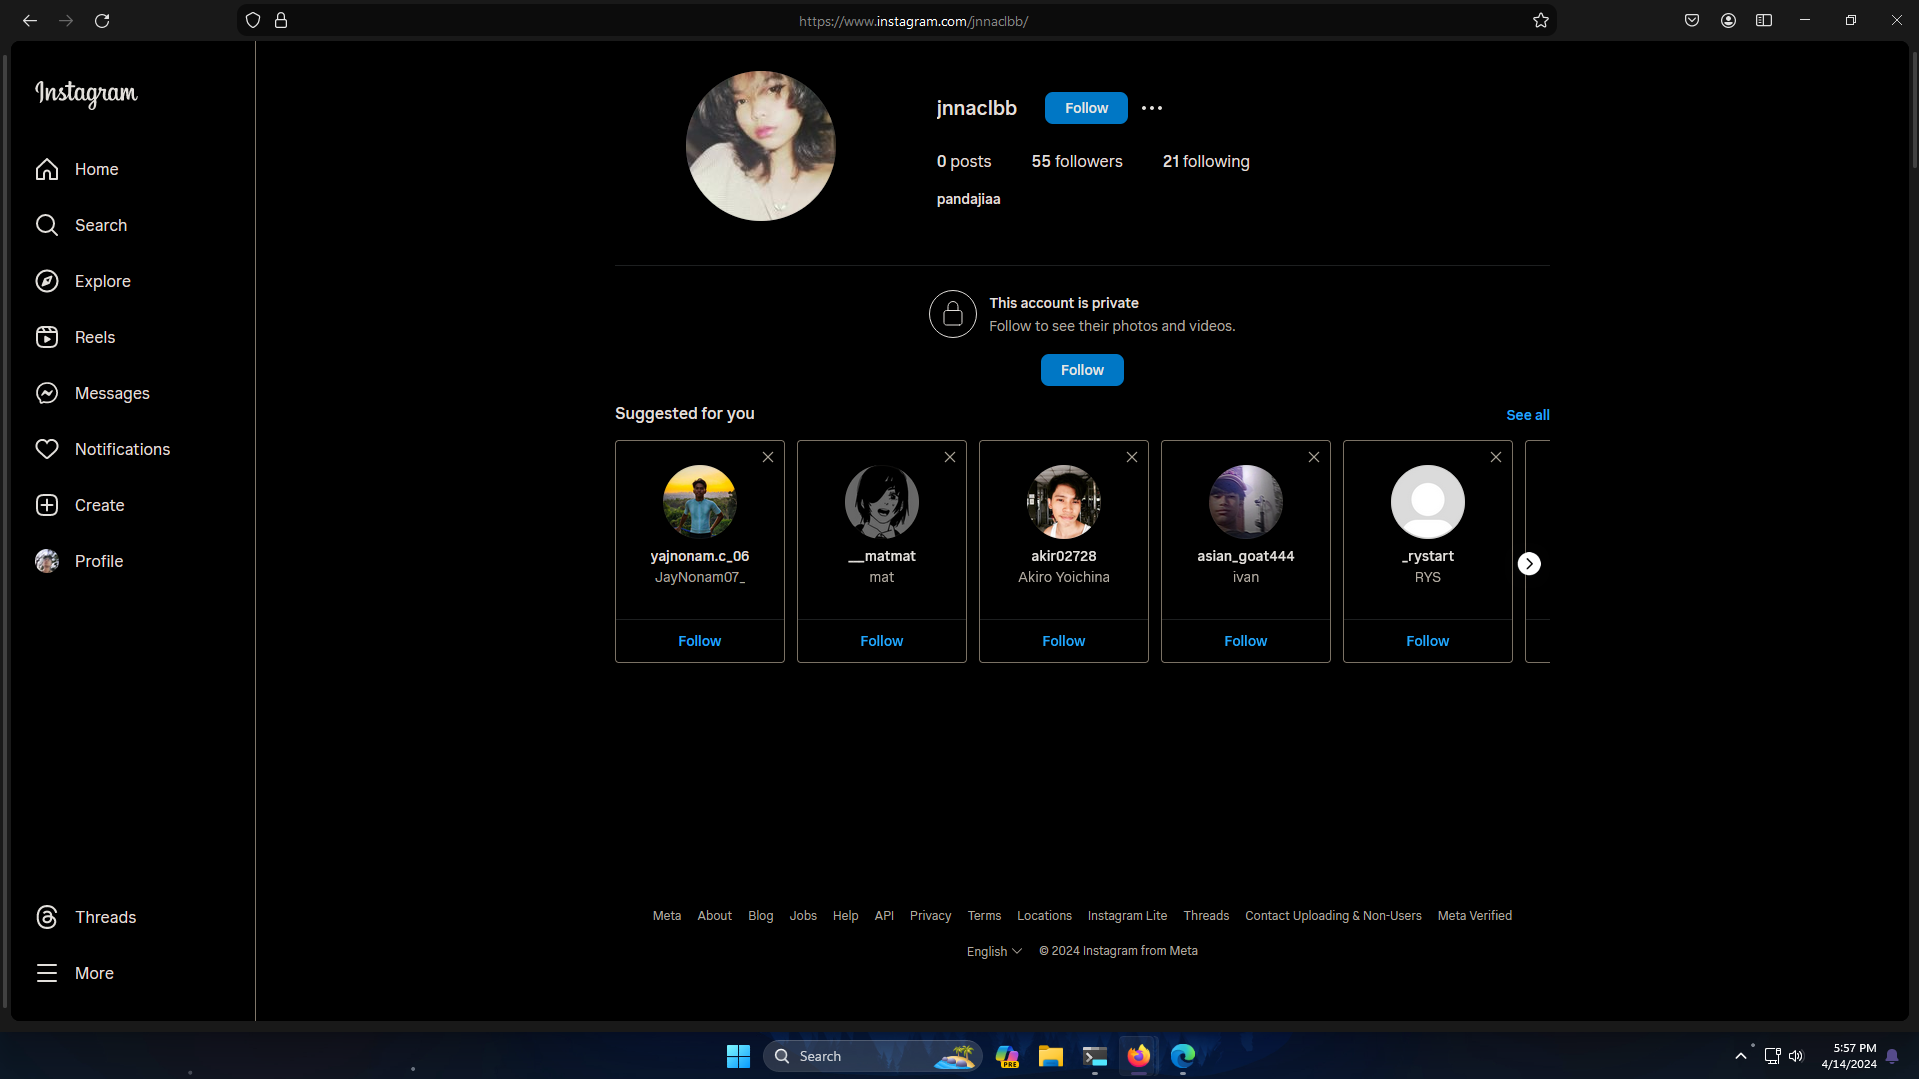 https://www.instagram.com/jnnaclbb/
Instagram
Home
Search
Explore
Reels
Messages
Notifications
Create
Profile
Threads
More
jnnaclbb
Follow
0 posts
55 followers
21 following
pandajiaa
This account is private
Follow to see their photos and videos.
Follow
Suggested for you
See all
yajnonam.c_06
JayNonam07_
Follow
__matmat
mat
Follow
akir02728
Akiro Yoichina
Follow
asian_goat444
ivan
Follow
_rystart
RYS
Follow
Meta About Blog Jobs Help API Privacy Terms Locations Instagram Lite Threads Contact Uploading & Non-Users Meta Verified
English © 2024 Instagram from Meta
Search
PRE
5:57 PM
4/14/2024